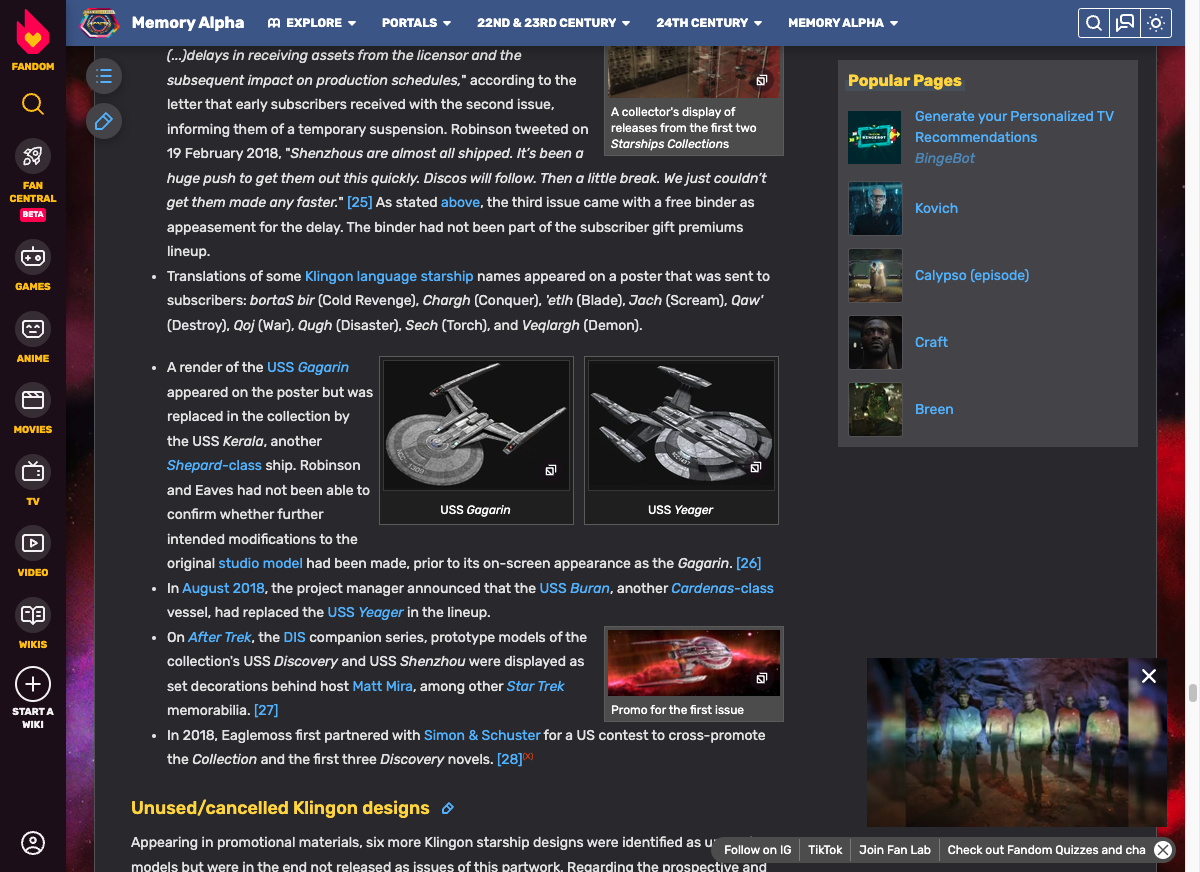 Memory Alpha
EXPLORE
PORTALS
22ND & 23RD CENTURY
24TH CENTURY
MEMORY ALPHA
FANDOM
FAN CENTRAL
BETA
GAMES
ANIME
MOVIES
TV
VIDEO
WIKIS
START A WIKI
(...)delays in receiving assets from the licensor and the
subsequent impact on production schedules," according to the
letter that early subscribers received with the second issue,
informing them of a temporary suspension. Robinson tweeted on
19 February 2018, "Shenzhous are almost all shipped. It's been a
huge push to get them out this quickly. Discos will follow. Then a little break. We just couldn't
get them made any faster." [25] As stated above, the third issue came with a free binder as
appeasement for the delay. The binder had not been part of the subscriber gift premiums
lineup.
A collector's display of
releases from the first two
Starships Collections
• Translations of some Klingon language starship names appeared on a poster that was sent to
subscribers: bortaS bir (Cold Revenge), Chargh (Conquer), 'etlh (Blade), Jach (Scream), Qaw'
(Destroy), Qoj (War), Qugh (Disaster), Sech (Torch), and Veqlargh (Demon).
• A render of the USS Gagarin
appeared on the poster but was
replaced in the collection by
the USS Kerala, another
Shepard-class ship. Robinson
and Eaves had not been able to
confirm whether further
intended modifications to the
original studio model had been made, prior to its on-screen appearance as the Gagarin. [26]
USS Gagarin
USS Yeager
• In August 2018, the project manager announced that the USS Buran, another Cardenas-class
vessel, had replaced the USS Yeager in the lineup.
• On After Trek, the DIS companion series, prototype models of the
collection's USS Discovery and USS Shenzhou were displayed as
set decorations behind host Matt Mira, among other Star Trek
memorabilia. [27]
Promo for the first issue
• In 2018, Eaglemoss first partnered with Simon & Schuster for a US contest to cross-promote
the Collection and the first three Discovery novels. [28](X)
Unused/cancelled Klingon designs
Appearing in promotional materials, six more Klingon starship designs were identified as
models but were in the end not released as issues of this partwork. Regarding the prospective and
Popular Pages
Generate your Personalized TV
Recommendations
BingeBot
Kovich
Calypso (episode)
Craft
Breen
Follow on IG
TikTok
Join Fan Lab
Check out Fandom Quizzes and cha